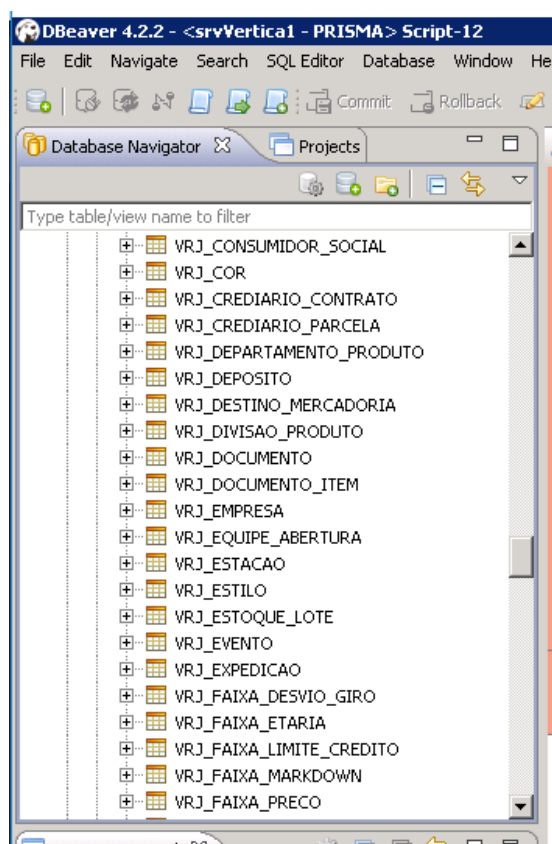 DBeaver 4.2.2 - <srvVertica1 - PRISMA> Script-12
File Edit Navigate Search SQL Editor Database Window He
Commit Rollback
Database Navigator Projects
Type table/view name to filter
VRJ_CONSUMIDOR_SOCIAL
VRJ_COR
VRJ_CREDIARIO_CONTRATO
VRJ_CREDIARIO_PARCELA
VRJ_DEPARTAMENTO_PRODUTO
VRJ_DEPOSITO
VRJ_DESTINO_MERCADORIA
VRJ_DIVISAO_PRODUTO
VRJ_DOCUMENTO
VRJ_DOCUMENTO_ITEM
VRJ_EMPRESA
VRJ_EQUIPE_ABERTURA
VRJ_ESTACAO
VRJ_ESTILO
VRJ_ESTOQUE_LOTE
VRJ_EVENTO
VRJ_EXPEDICAO
VRJ_FAIXA_DESVIO_GIRO
VRJ_FAIXA_ETARIA
VRJ_FAIXA_LIMITE_CREDITO
VRJ_FAIXA_MARKDOWN
VRJ_FAIXA_PRECO